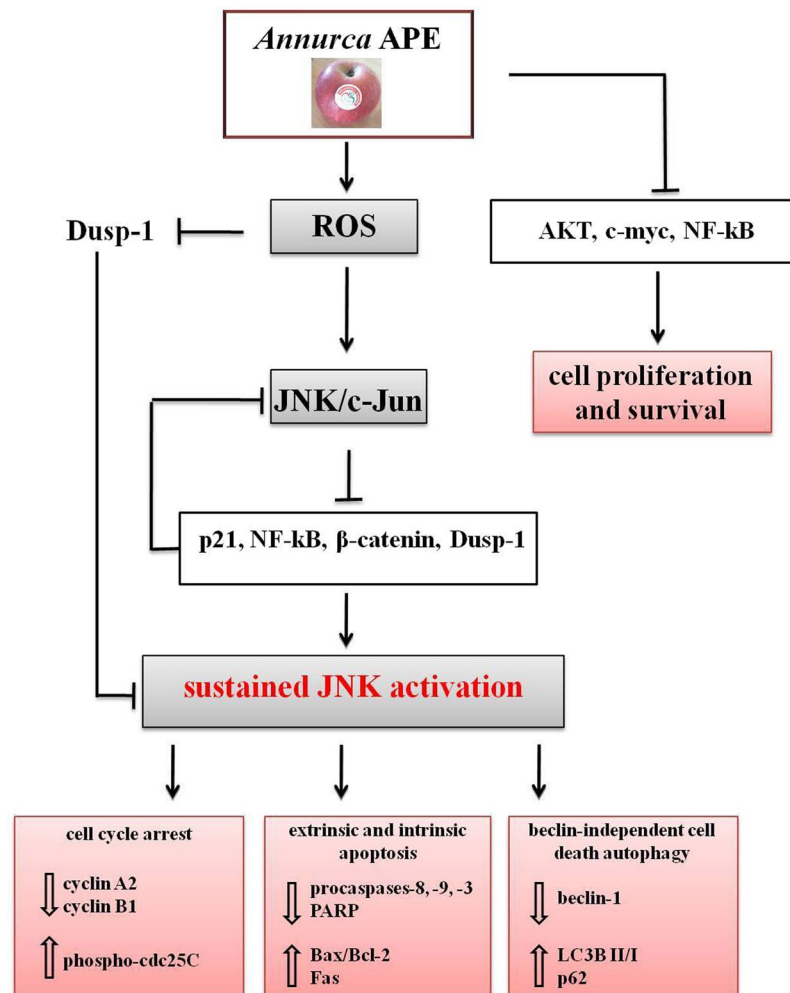 Annurca APE
ROS
Dusp-1
AKT, c-myc, NF-kB
cell proliferation
and survival
JNK/c-Jun
p21, NF-kB, β-catenin, Dusp-1
sustained JNK activation
cell cycle arrest
cyclin A2
cyclin B1
phospho-cdc25C
extrinsic and intrinsic
apoptosis
procaspases-8, -9, -3
PARP
Bax/Bcl-2
Fas
beclin-independent cell
death autophagy
beclin-1
LC3B II/I
p62